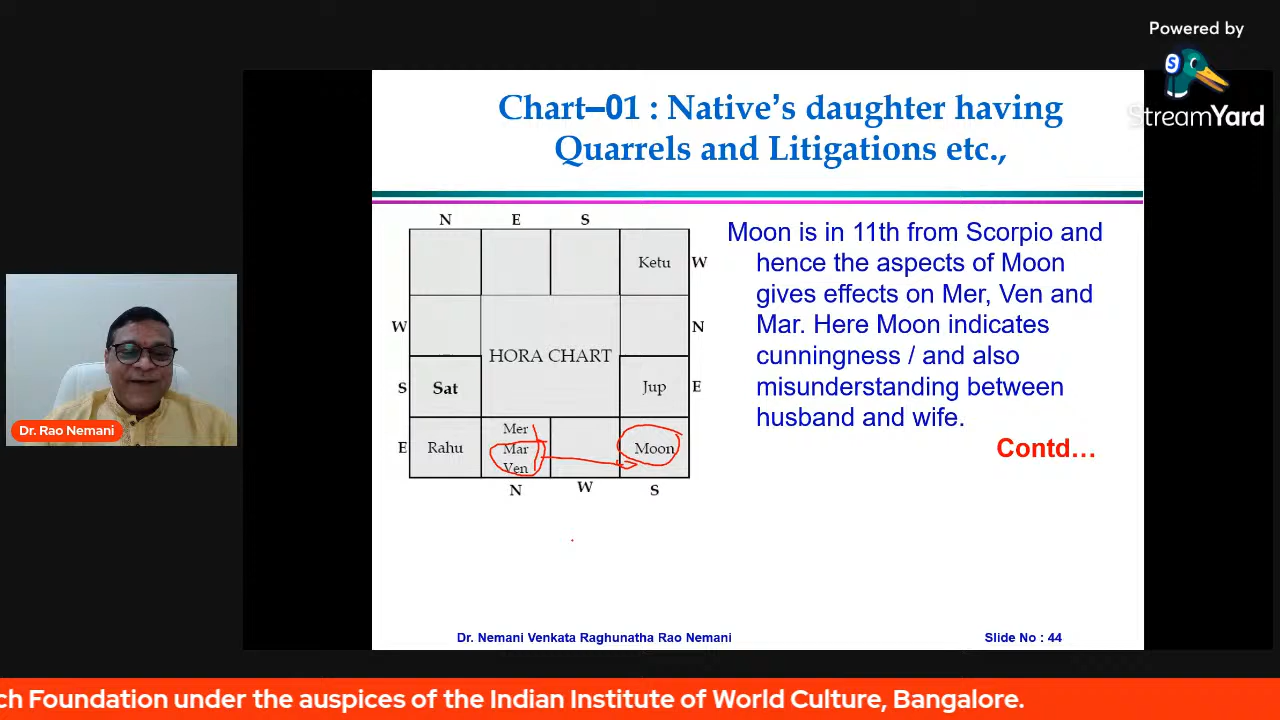 Powered by
StreamYard
Chart–01 : Native's daughter having
Quarrels and Litigations etc.,
N E S
Ketu W
W N
HORA CHART
S Sat Jup E
Mer
E Rahu Mar Moon
Ven
N W S
Moon is in 11th from Scorpio and
hence the aspects of Moon
gives effects on Mer, Ven and
Mar. Here Moon indicates
cunningness / and also
misunderstanding between
husband and wife.
Contd...
Dr. Rao Nemani
Dr. Nemani Venkata Raghunatha Rao Nemani
Slide No : 44
ch Foundation under the auspices of the Indian Institute of World Culture, Bangalore.